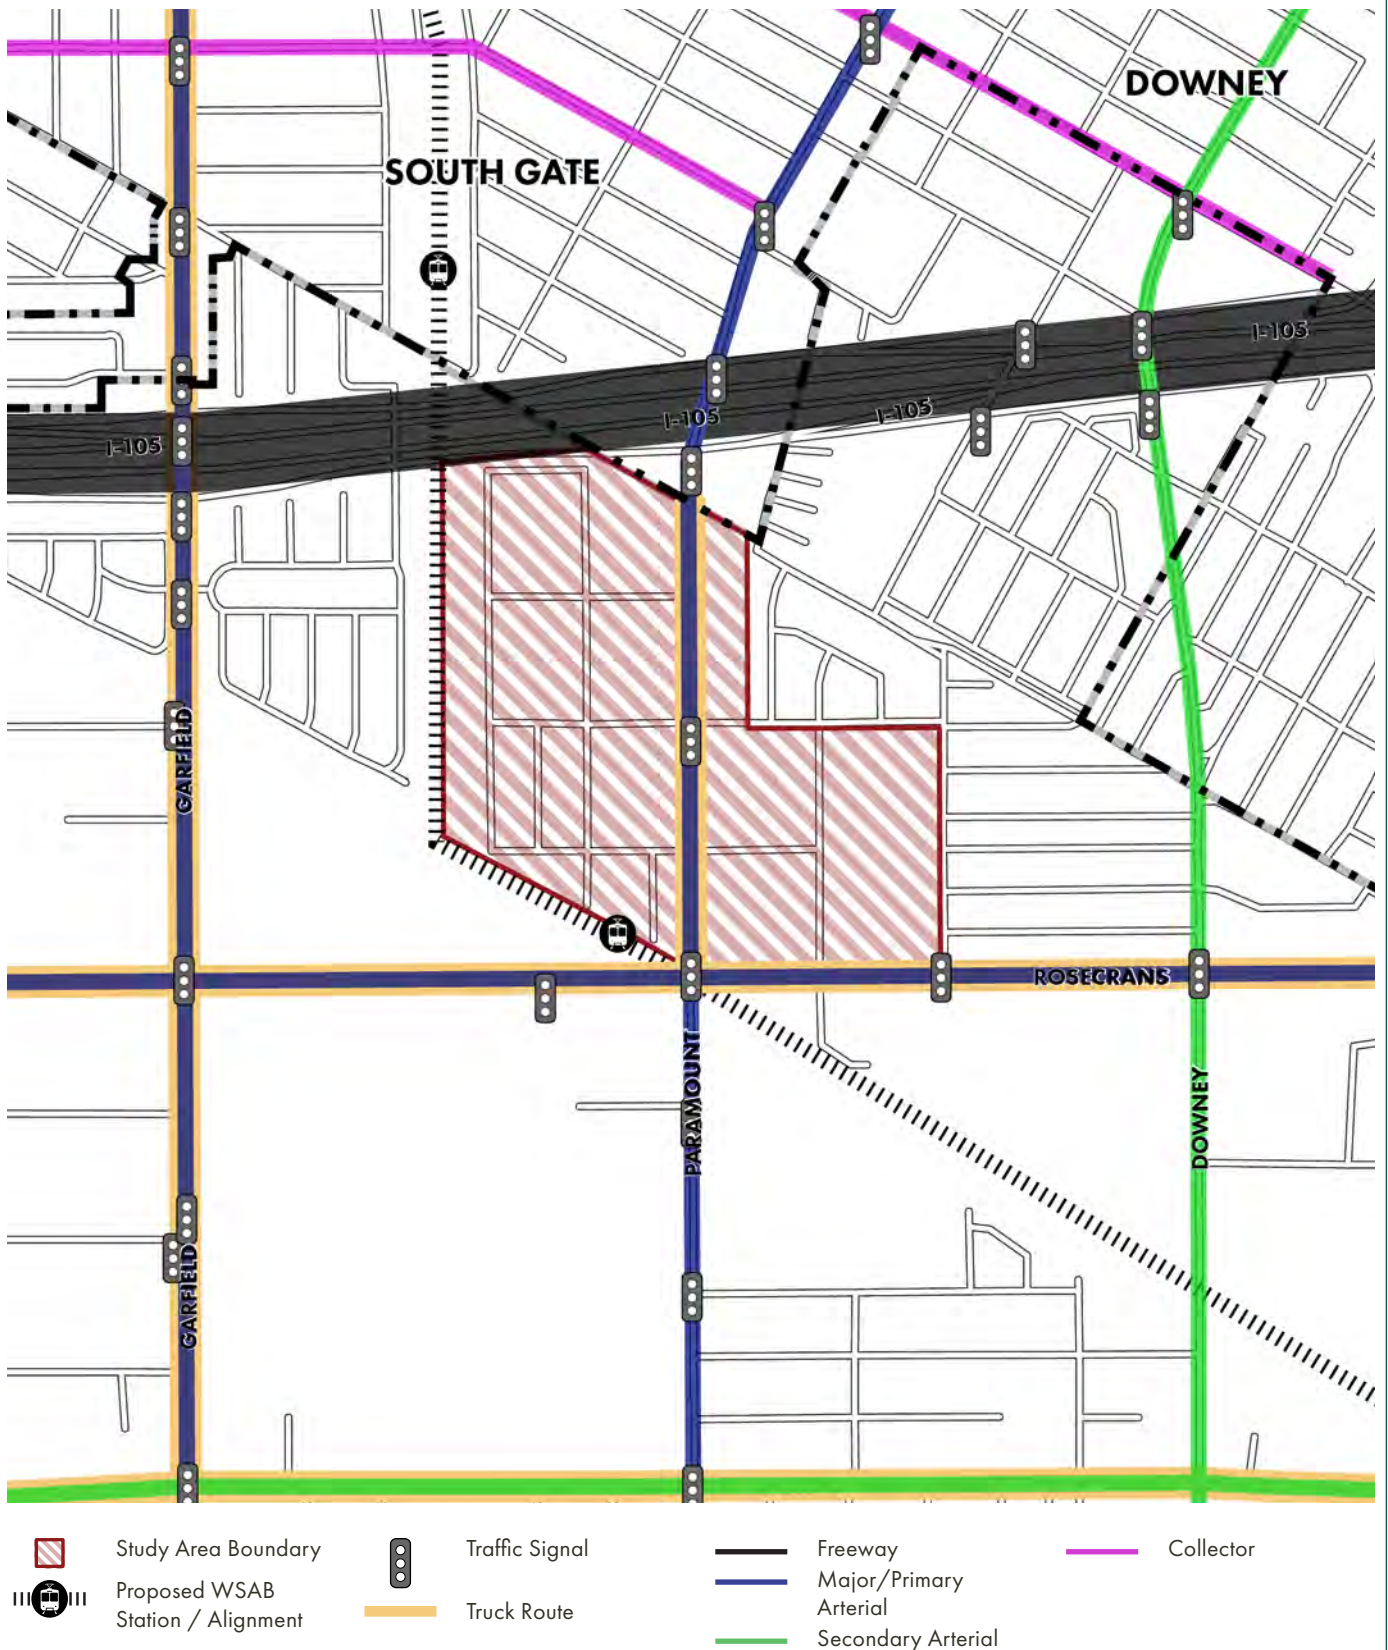 DOWNEY
SOUTH GATE
I-105
I-105
I-105
I-105
GARFIELD
ROSECRANS
PARAMOUNT
DOWNEY
GARFIELD
Study Area Boundary
Proposed WSAB
Station / Alignment
Traffic Signal
Truck Route
Freeway
Major/Primary
Arterial
Secondary Arterial
Collector